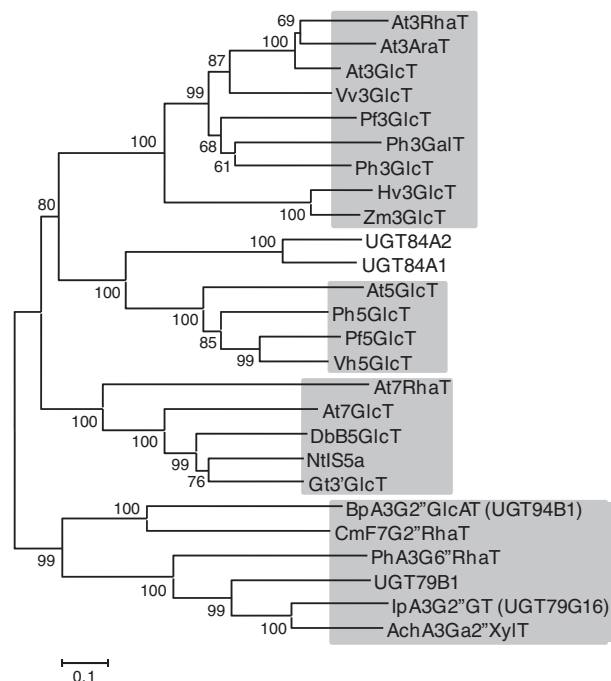 69
At3RhaT
100
At3AraT
87
At3GlcT
99
Vv3GlcT
Pf3GlcT
100
68
Ph3GalT
61
Ph3GlcT
Hv3GlcT
80
100
Zm3GlcT
100
UGT84A2
UGT84A1
100
At5GlcT
100
Ph5GlcT
85
Pf5GlcT
99
Vh5GlcT
At7RhaT
100
At7GlcT
100
DbB5GlcT
99
NtIS5a
76
Gt3'GlcT
100
BpA3G2”GlcAT (UGT94B1)
CmF7G2”RhaT
99
PhA3G6”RhaT
100
UGT79B1
99
IpA3G2”GT (UGT79G16)
100
AchA3Ga2”XylT
0.1